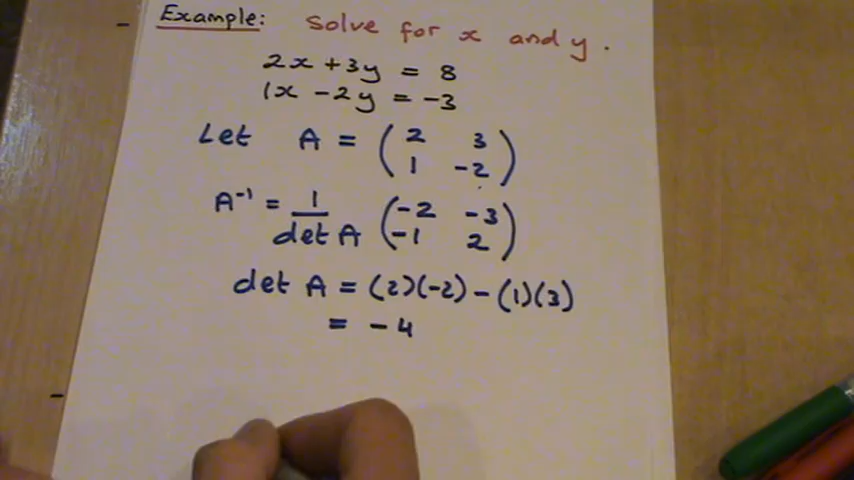 Example: Solve for x and y.
2x + 3y = 8
1x - 2y = -3
Let A = ( 2 3
1 -2 )
A⁻¹ = 1 ( -2 -3
det A -1 2 )
det A = (2)(-2) - (1)(3)
= -4